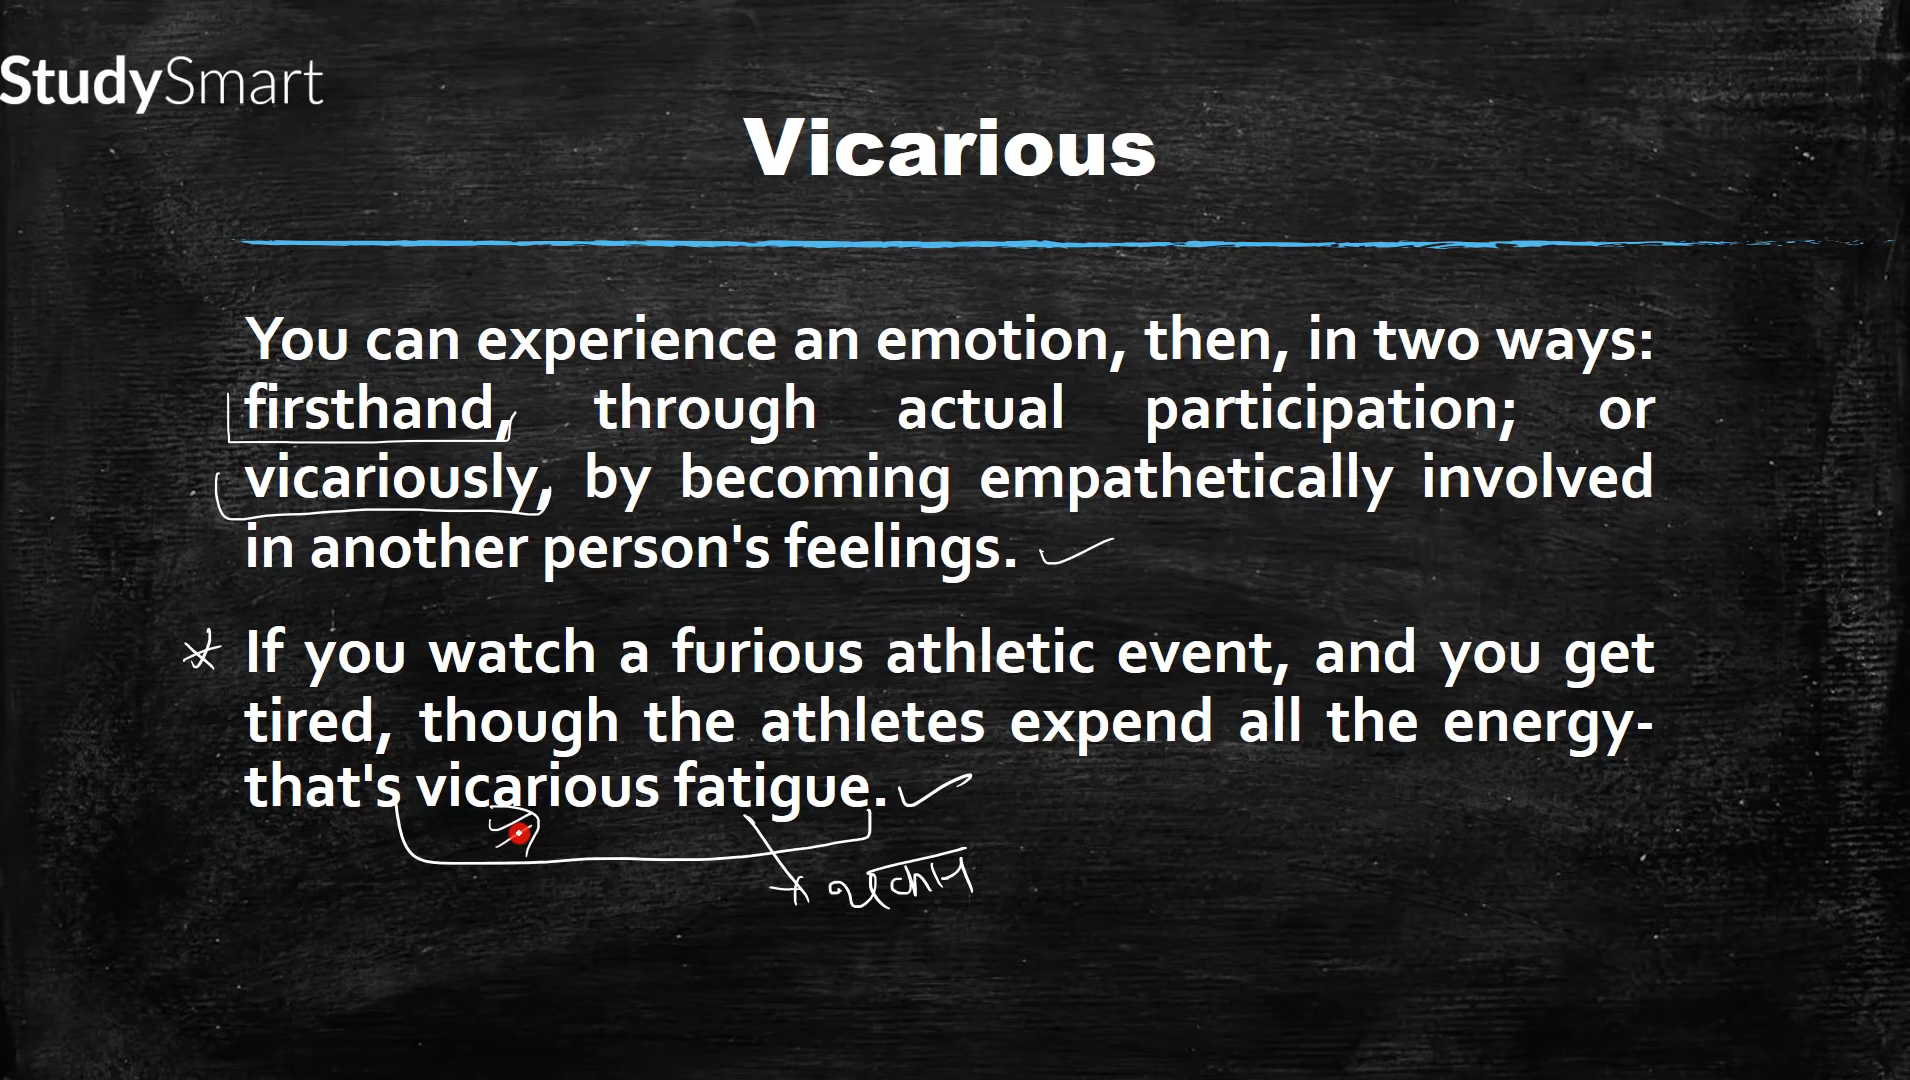 StudySmart
Vicarious
You can experience an emotion, then, in two ways:
firsthand, through actual participation; or
vicariously, by becoming empathetically involved
in another person's feelings.
If you watch a furious athletic event, and you get
tired, though the athletes expend all the energy-
that's vicarious fatigue.
थकान